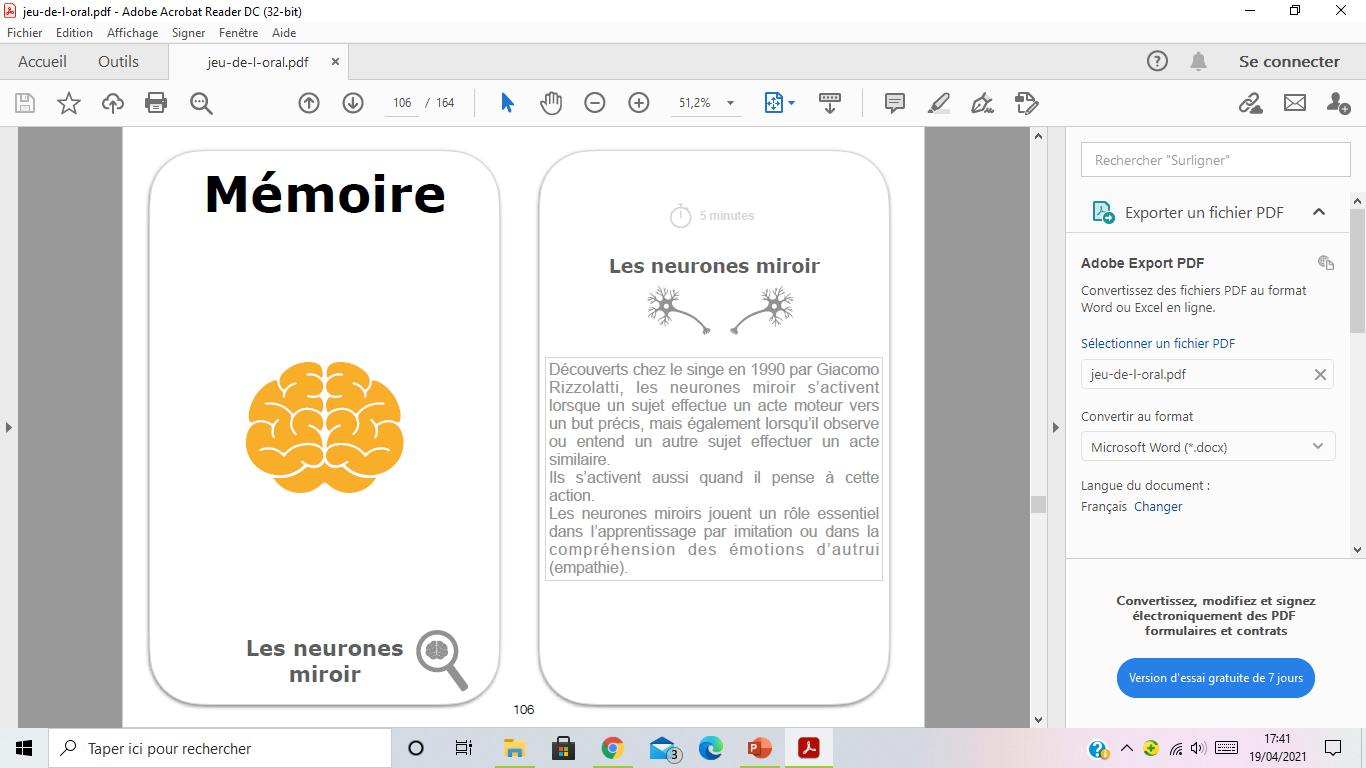 jeu-de-l-oral.pdf - Adobe Acrobat Reader DC (32-bit)
Fichier Edition Affichage Signer Fenêtre Aide
Accueil Outils jeu-de-l-oral.pdf × Se connecter
106 / 164 51,2%
Mémoire
Les neurones
miroir
5 minutes
Les neurones miroir
Découverts chez le singe en 1990 par Giacomo
Rizzolatti, les neurones miroir s’activent
lorsque un sujet effectue un acte moteur vers
un but précis, mais également lorsqu’il observe
ou entend un autre sujet effectuer un acte
similaire.
Ils s’activent aussi quand il pense à cette
action.
Les neurones miroirs jouent un rôle essentiel
dans l’apprentissage par imitation ou dans la
compréhension des émotions d’autrui
(empathie).
106
Rechercher "Surligner"
Exporter un fichier PDF
Adobe Export PDF
Convertissez des fichiers PDF au format
Word ou Excel en ligne.
Sélectionner un fichier PDF
jeu-de-l-oral.pdf
Convertir au format
Microsoft Word (*.docx)
Langue du document :
Français Changer
Convertissez, modifiez et signez
électroniquement des PDF
formulaires et contrats
Version d'essai gratuite de 7 jours
Taper ici pour rechercher
3
17:41
19/04/2021